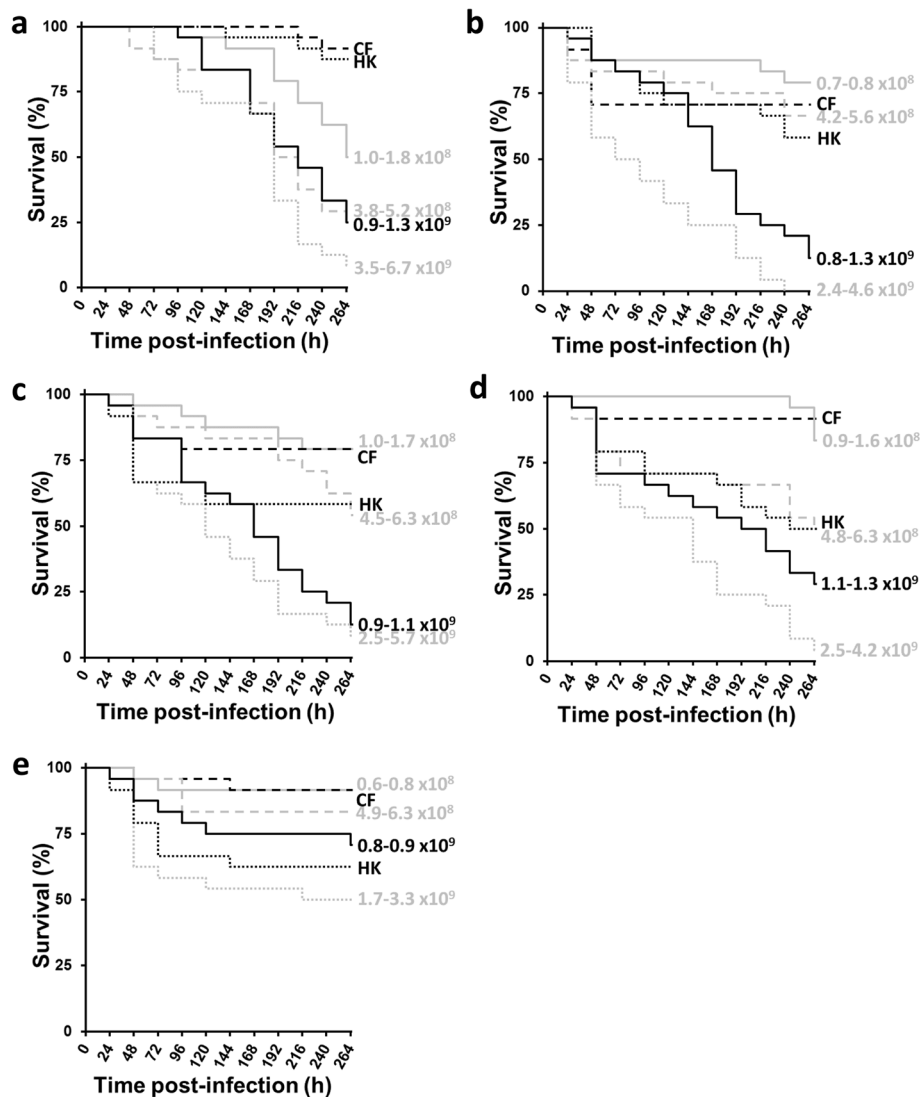 a
Survival (%)
100
75
50
25
0
CF
HK
1.0-1.8 x10⁸
3.8-5.2 x10⁸
0.9-1.3 x10⁹
3.5-6.7 x10⁹
0 24 48 72 96 120 144 168 192 216 240 264
Time post-infection (h)
b
Survival (%)
100
75
50
25
0
0.7-0.8 x10⁸
CF
4.2-5.6 x10⁸
HK
0.8-1.3 x10⁹
2.4-4.6 x10⁹
0 24 48 72 96 120 144 168 192 216 240 264
Time post-infection (h)
c
Survival (%)
100
75
50
25
0
1.0-1.7 x10⁸
CF
HK
4.5-6.3 x10⁸
0.9-1.1 x10⁹
2.5-5.7 x10⁹
0 24 48 72 96 120 144 168 192 216 240 264
Time post-infection (h)
d
Survival (%)
100
75
50
25
0
CF
0.9-1.6 x10⁸
HK
4.8-6.3 x10⁸
1.1-1.3 x10⁹
2.5-4.2 x10⁹
0 24 48 72 96 120 144 168 192 216 240 264
Time post-infection (h)
e
Survival (%)
100
75
50
25
0
0.6-0.8 x10⁸
CF
4.9-6.3 x10⁸
0.8-0.9 x10⁹
HK
1.7-3.3 x10⁹
0 24 48 72 96 120 144 168 192 216 240 264
Time post-infection (h)